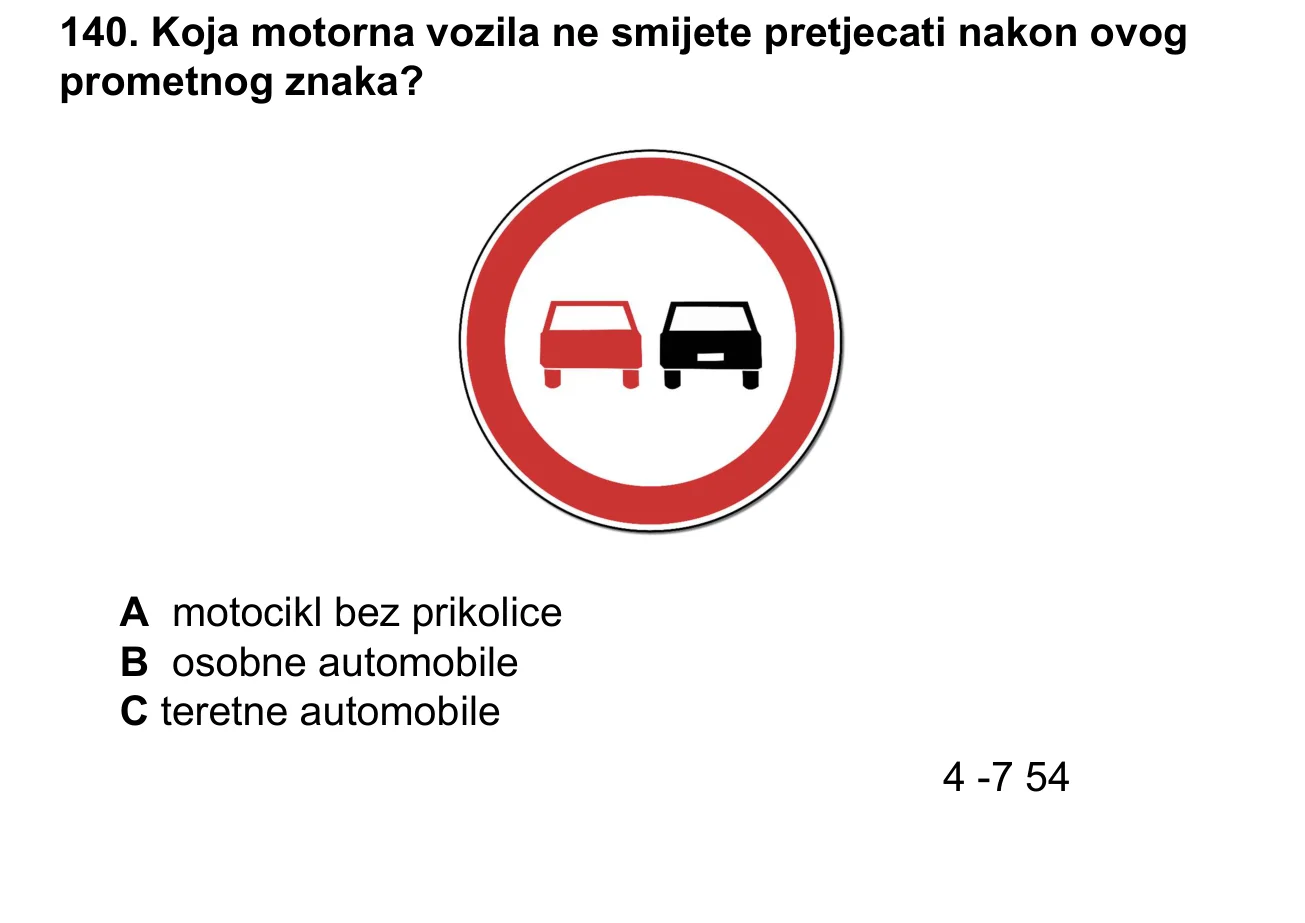 140. Koja motorna vozila ne smijete pretjecati nakon ovog
prometnog znaka?
A motocikl bez prikolice
B osobne automobile
C teretne automobile
4 -7 54